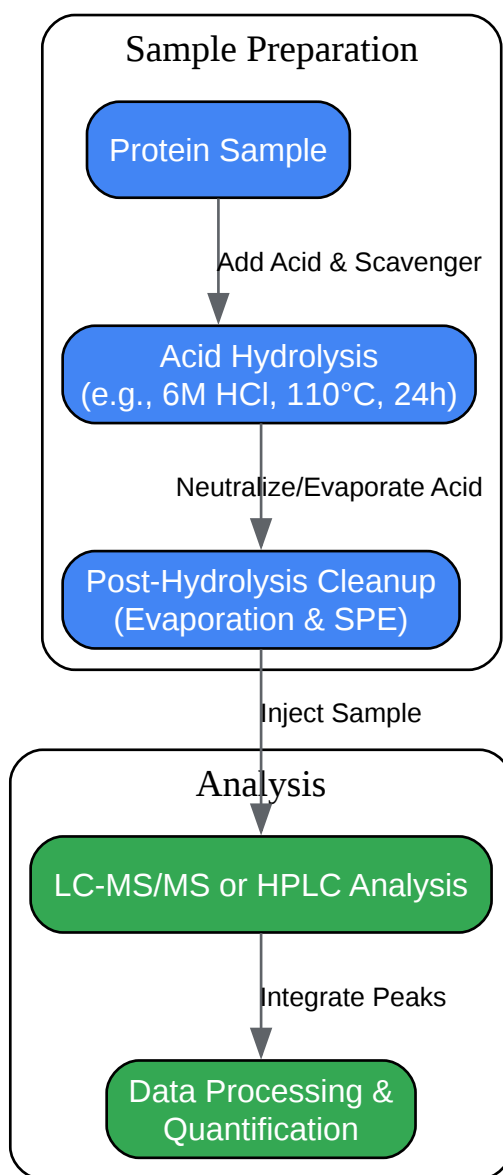 Sample Preparation
Protein Sample
Add Acid & Scavenger
Acid Hydrolysis
(e.g., 6M HCl, 110°C, 24h)
Neutralize/Evaporate Acid
Post-Hydrolysis Cleanup
(Evaporation & SPE)
Inject Sample
Analysis
LC-MS/MS or HPLC Analysis
Integrate Peaks
Data Processing &
Quantification